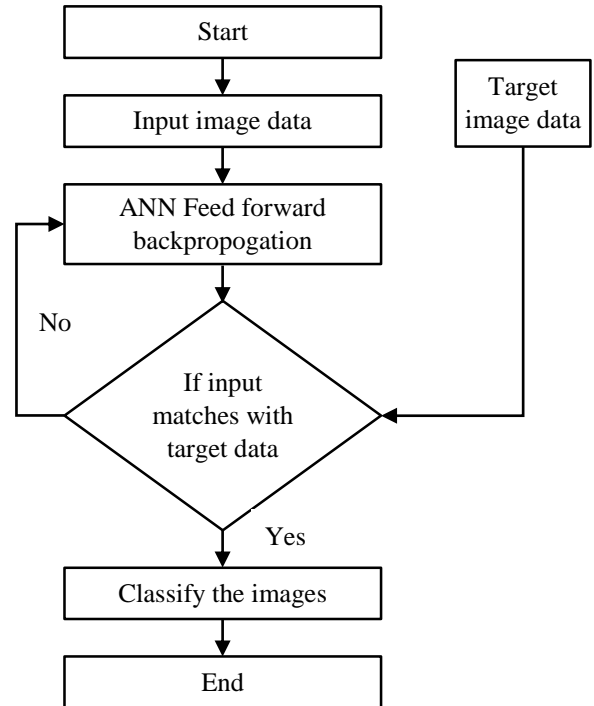 Start
Input image data
Target
image data
ANN Feed forward
backpropogation
No
If input
matches with
target data
Yes
Classify the images
End